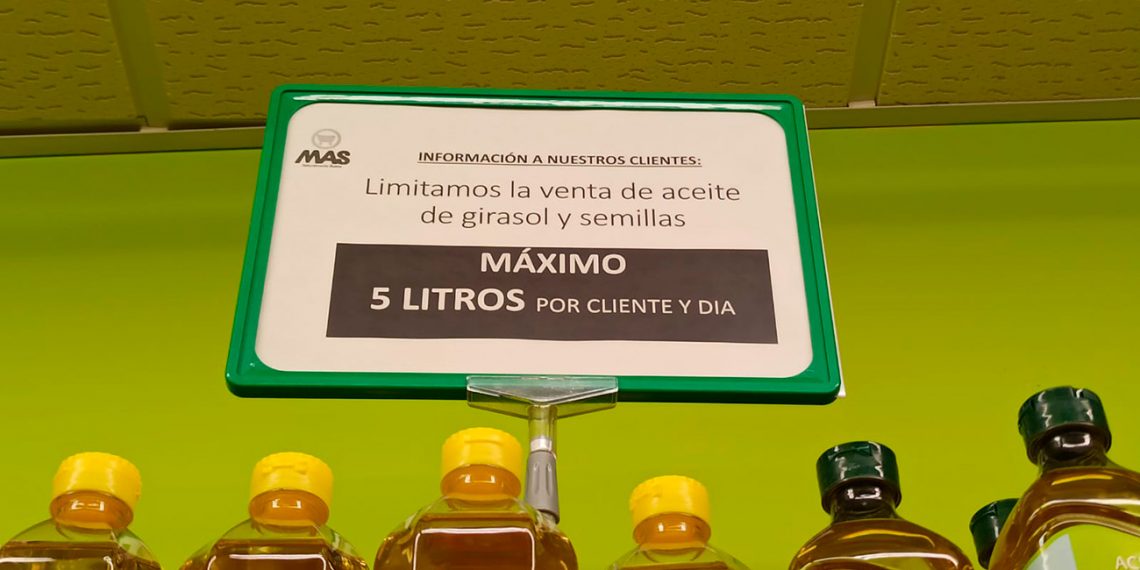 MAS
INFORMACIÓN A NUESTROS CLIENTES:
Limitamos la venta de aceite
de girasol y semillas
MÁXIMO
5 LITROS POR CLIENTE Y DIA